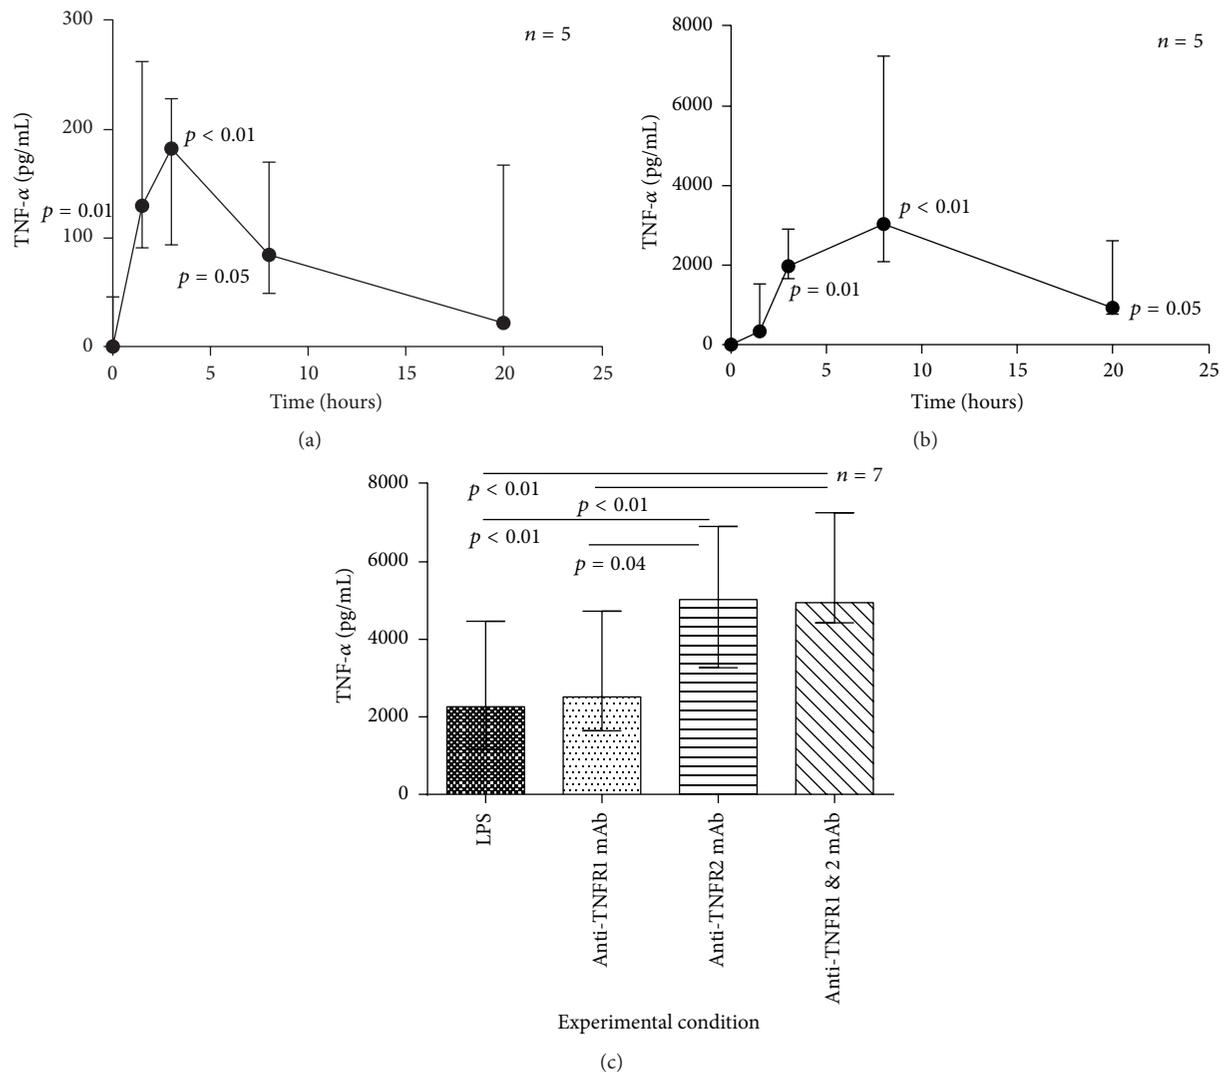 300
200
100
0
TNF-α (pg/mL)
n = 5
p < 0.01
p = 0.01
p = 0.05
0 5 10 15 20 25
Time (hours)
(a)
8000
6000
4000
2000
0
TNF-α (pg/mL)
n = 5
p < 0.01
p = 0.01
p = 0.05
0 5 10 15 20 25
Time (hours)
(b)
8000
6000
4000
2000
0
TNF-α (pg/mL)
n = 7
p < 0.01
p < 0.01
p < 0.01
p = 0.04
LPS
Anti-TNFR1 mAb
Anti-TNFR2 mAb
Anti-TNFR1 & 2 mAb
Experimental condition
(c)